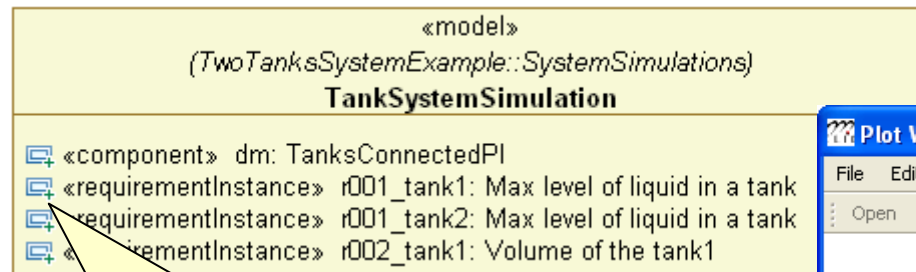 «model»
(TwoTanksSystemExample::SystemSimulations)
TankSystemSimulation
«component» dm: TanksConnectedPI
«requirementInstance» r001_tank1: Max level of liquid in a tank
requirementInstance» r001_tank2: Max level of liquid in a tank
irementInstance» r002_tank1: Volume of the tank1
Plot
File Edi
Open